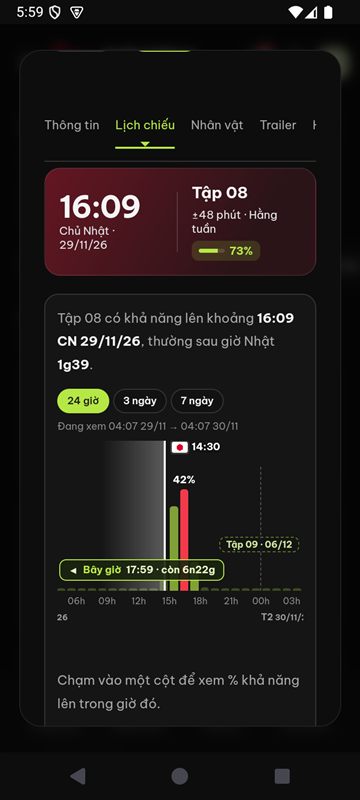 5:59
Thông tin Lịch chiếu Nhân vật Trailer
16:09
Chủ Nhật ·
29/11/26
Tập 08
±48 phút · Hằng
tuần
73%
Tập 08 có khả năng lên khoảng 16:09
CN 29/11/26, thường sau giờ Nhật
1g39.
24 giờ 3 ngày 7 ngày
Đang xem 04:07 29/11 → 04:07 30/11
14:30
42%
Tập 09 · 06/12
◄ Bây giờ 17:59 · còn 6n22g
06h 09h 12h 15h 18h 21h 00h 03h
26 T2 30/11/
Chạm vào một cột để xem % khả năng
lên trong giờ đó.